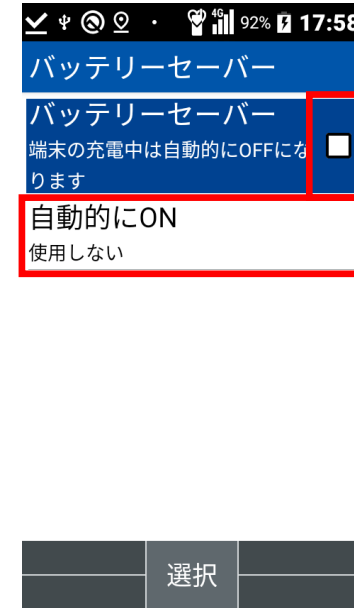 4G 92% 17:58
バッテリーセーバー
バッテリーセーバー
端末の充電中は自動的にOFFにな
ります
自動的にON
使用しない
選択